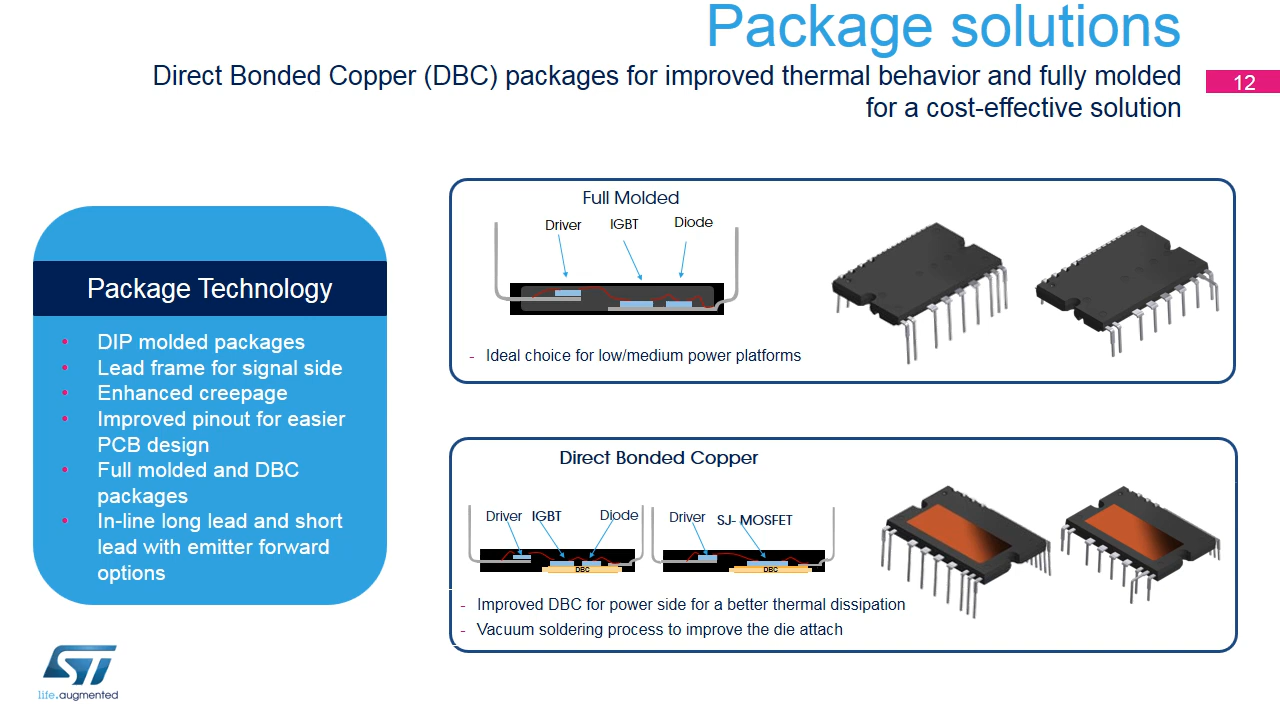 Package solutions
Direct Bonded Copper (DBC) packages for improved thermal behavior and fully molded
for a cost-effective solution
12
Package Technology
• DIP molded packages
• Lead frame for signal side
• Enhanced creepage
• Improved pinout for easier
PCB design
• Full molded and DBC
packages
• In-line long lead and short
lead with emitter forward
options
Full Molded
Driver IGBT Diode
- Ideal choice for low/medium power platforms
Direct Bonded Copper
Driver IGBT Diode
DBC
Driver SJ- MOSFET
DBC
- Improved DBC for power side for a better thermal dissipation
- Vacuum soldering process to improve the die attach
ST
life.augmented